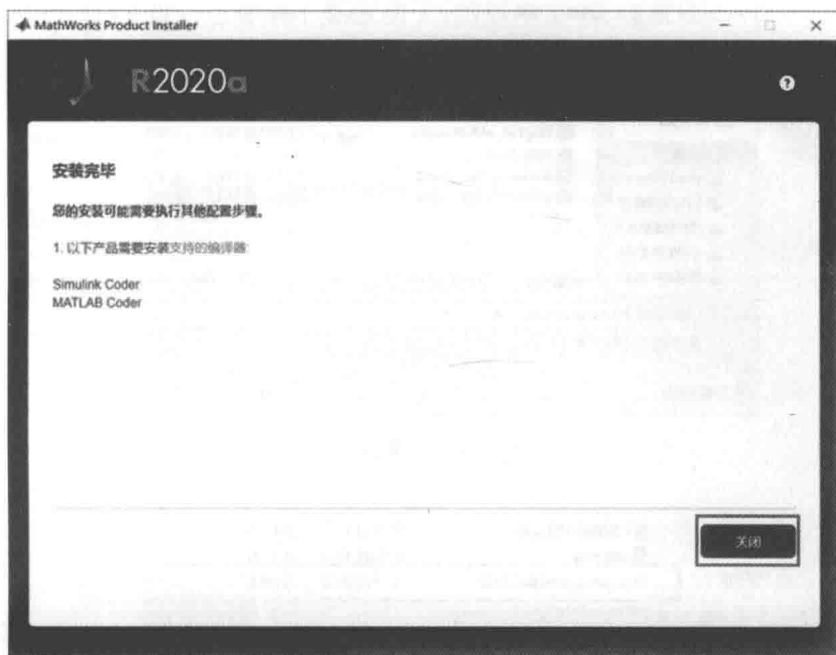 MathWorks Product Installer
R2020a
安装完毕
您的安装可能需要执行其他配置步骤。
1. 以下产品需要安装支持的编译器:
Simulink Coder
MATLAB Coder
关闭